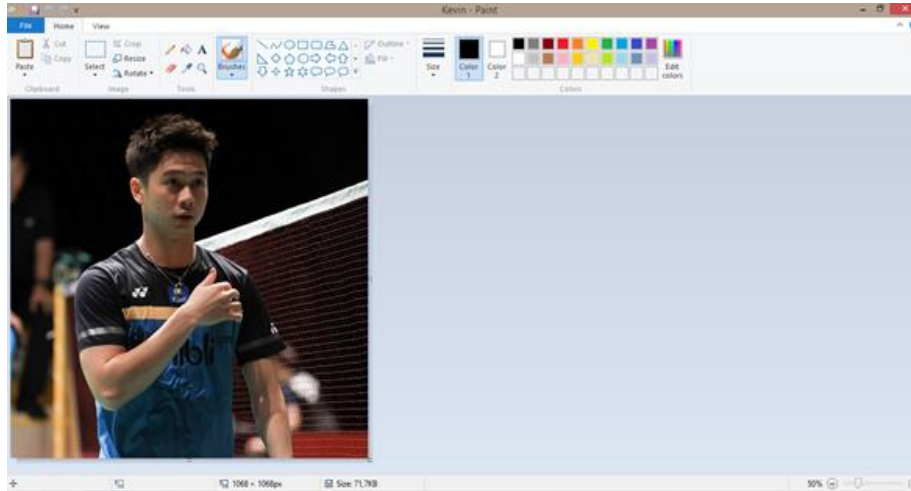 Kevin - Paint
File Home View
Paste
Cut
Copy
Clipboard
Select
Crop
Resize
Rotate
Image
Tools
Brushes
Outline
Fill
Shapes
Size
Color 1
Color 2
Edit colors
Colors
bli
1068 × 1068px
Size: 71,7KB
50%